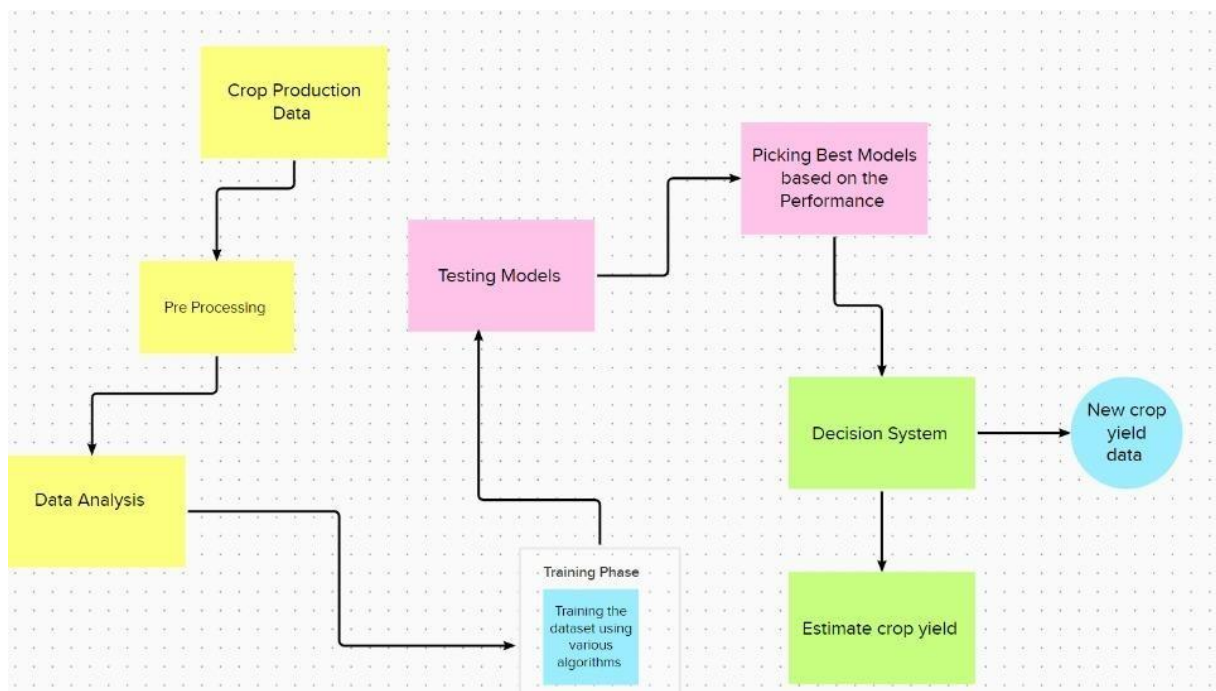 Crop Production
Data
Pre Processing
Data Analysis
Training Phase
Training the
dataset using
various
algorithms
Testing Models
Picking Best Models
based on the
Performance
Decision System
New crop
yield
data
Estimate crop yield